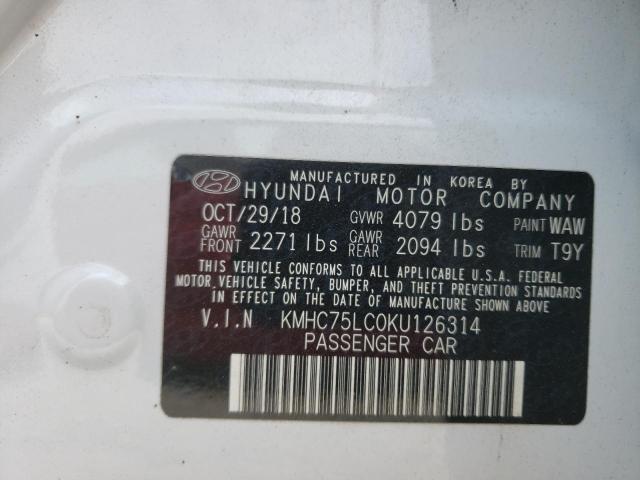 MANUFACTURED IN KOREA BY
HYUNDAI MOTOR COMPANY
OCT/29/18 GVWR 4079 lbs PAINT WAW
GAWR FRONT 2271 lbs GAWR REAR 2094 lbs TRIM T9Y
THIS VEHICLE CONFORMS TO ALL APPLICABLE U.S.A. FEDERAL
MOTOR VEHICLE SAFETY, BUMPER, AND THEFT PREVENTION STANDARDS
IN EFFECT ON THE DATE OF MANUFACTURE SHOWN ABOVE.
V.I.N KMHC75LC0KU126314
PASSENGER CAR